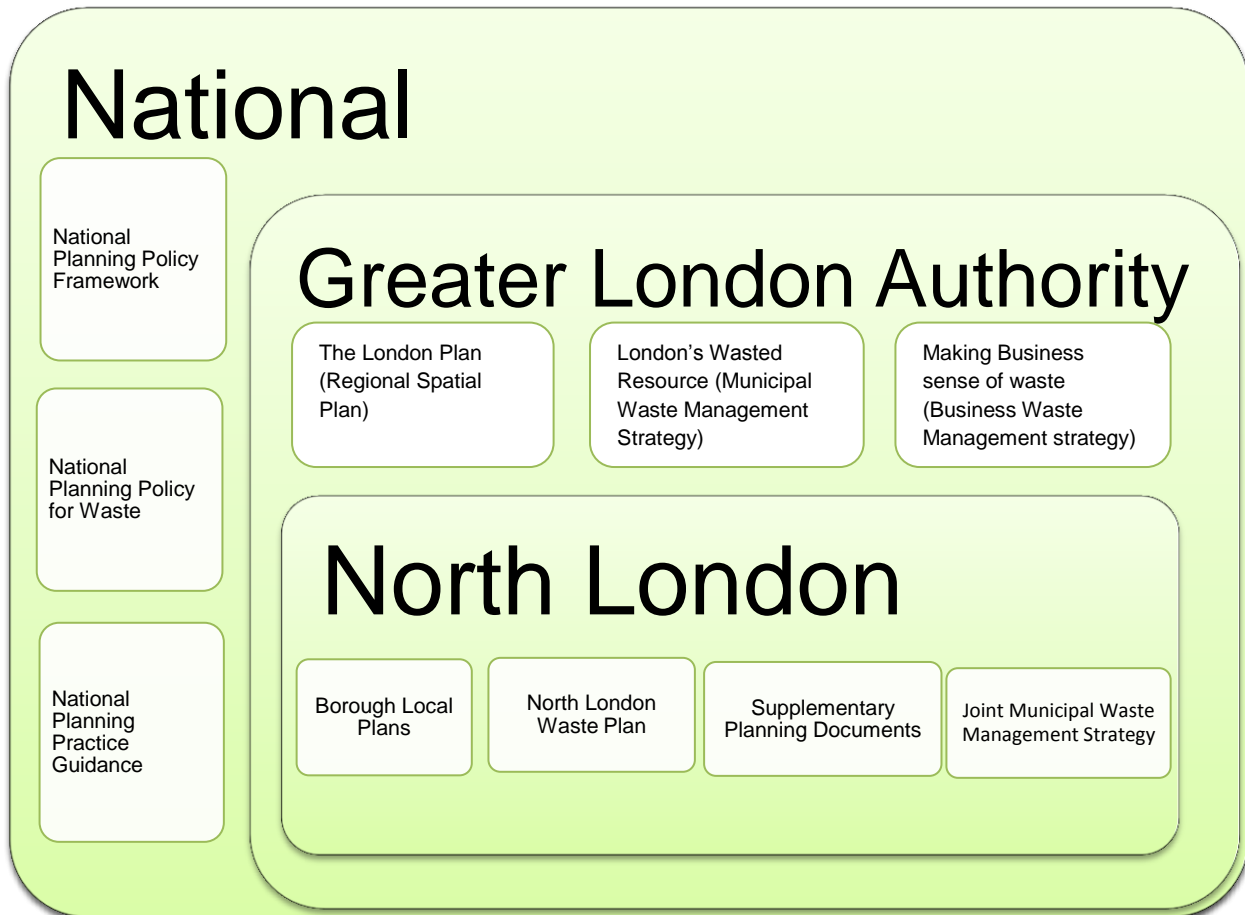 National
National
Planning Policy
Framework
National
Planning Policy
for Waste
National
Planning
Practice
Guidance
Greater London Authority
The London Plan
(Regional Spatial
Plan)
London’s Wasted
Resource (Municipal
Waste Management
Strategy)
Making Business
sense of waste
(Business Waste
Management strategy)
North London
Borough Local
Plans
North London
Waste Plan
Supplementary
Planning Documents
Joint Municipal Waste
Management Strategy